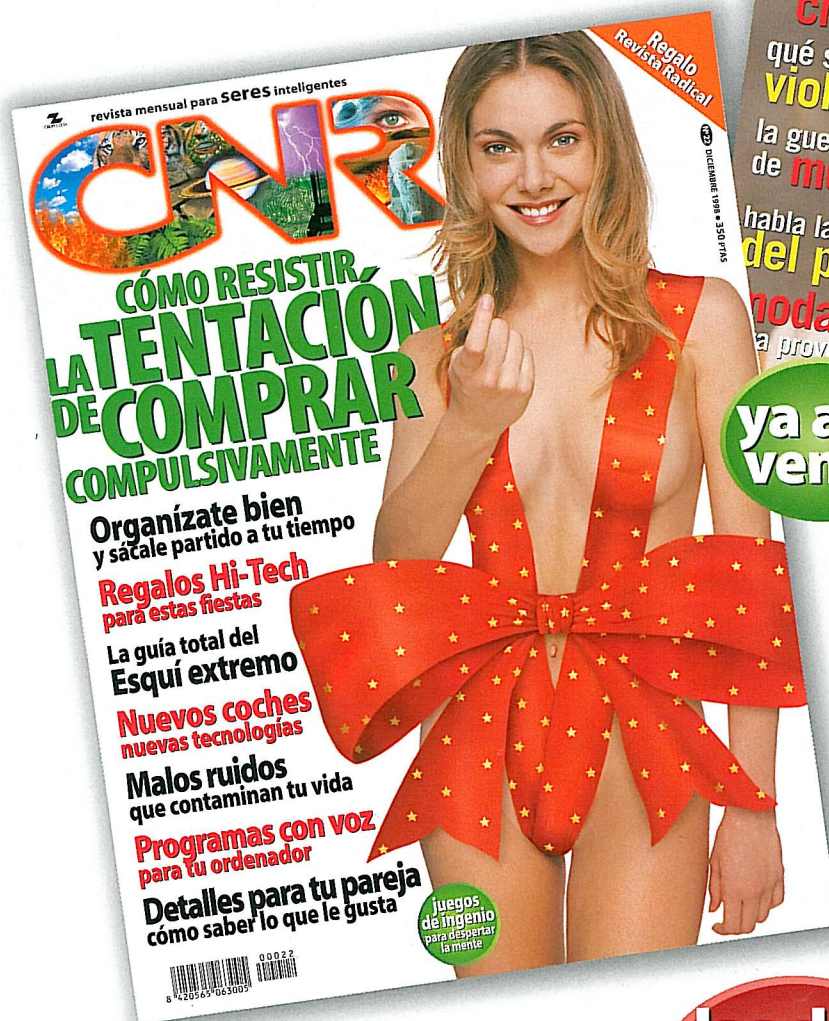 revista mensual para seres inteligentes
CNR
Regalo
Revista Radical
Nº 22 DICIEMBRE 1998 • 350 PTAS
CÓMO RESISTIR
LA TENTACIÓN
DE COMPRAR
COMPULSIVAMENTE
Organízate bien
y sácale partido a tu tiempo
Regalos Hi-Tech
para estas fiestas
La guía total del
Esquí extremo
Nuevos coches
nuevas tecnologías
Malos ruidos
que contaminan tu vida
Programas con voz
para tu ordenador
Detalles para tu pareja
cómo saber lo que le gusta
juegos
de ingenio
para despertar
la mente
00022
8 420565 063005
qué
la
de
habla la
del
ya a